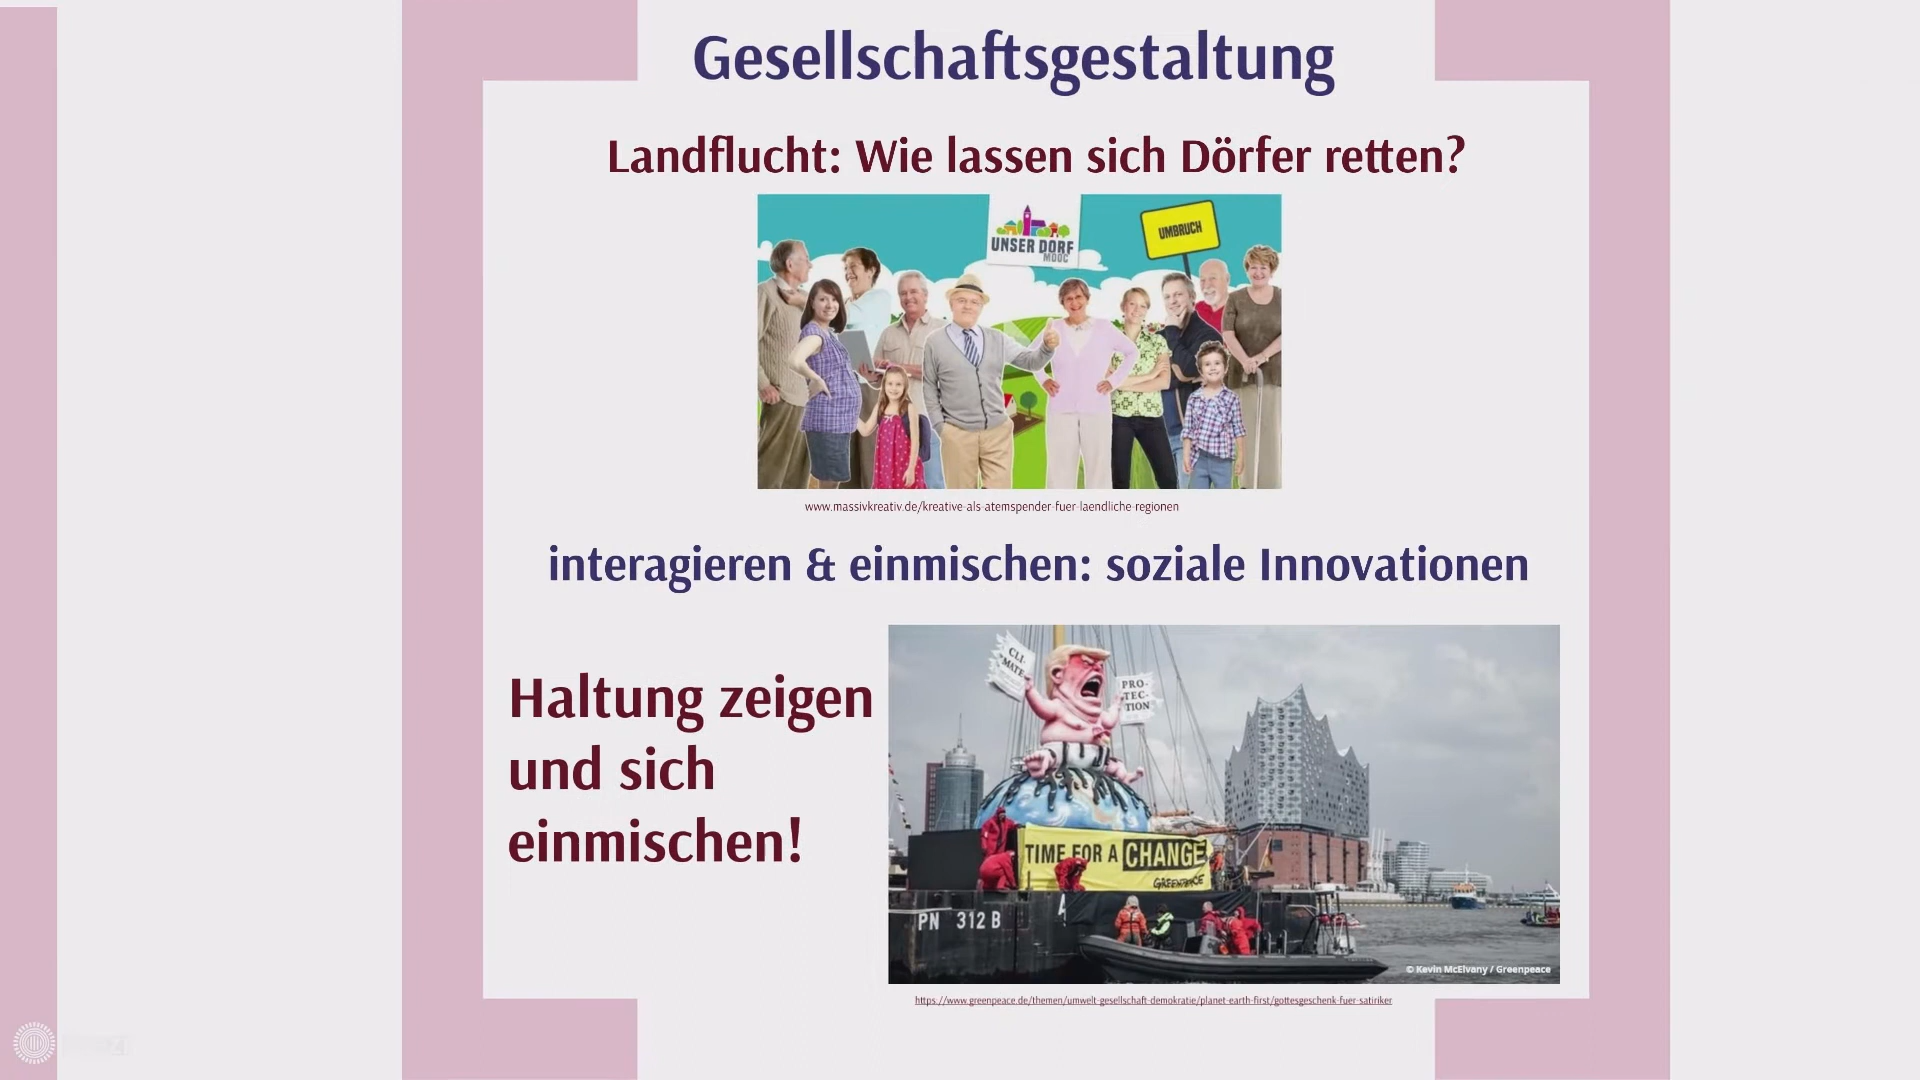 Gesellschaftsgestaltung
Landflucht: Wie lassen sich Dörfer retten?
UNSER DORF
MOOC
UMBRUCH
www.massivkreativ.de/kreative-als-atemspender-fuer-laendliche-regionen
interagieren & einmischen: soziale Innovationen
Haltung zeigen
und sich
einmischen!
CLI-
MATE
PRO-
TEC-
TION
TIME FOR A CHANGE
GREENPEACE
PN 312 B
© Kevin McElvany / Greenpeace
https://www.greenpeace.de/themen/umwelt-gesellschaft-demokratie/planet-earth-first/gottesgeschenk-fuer-satiriker